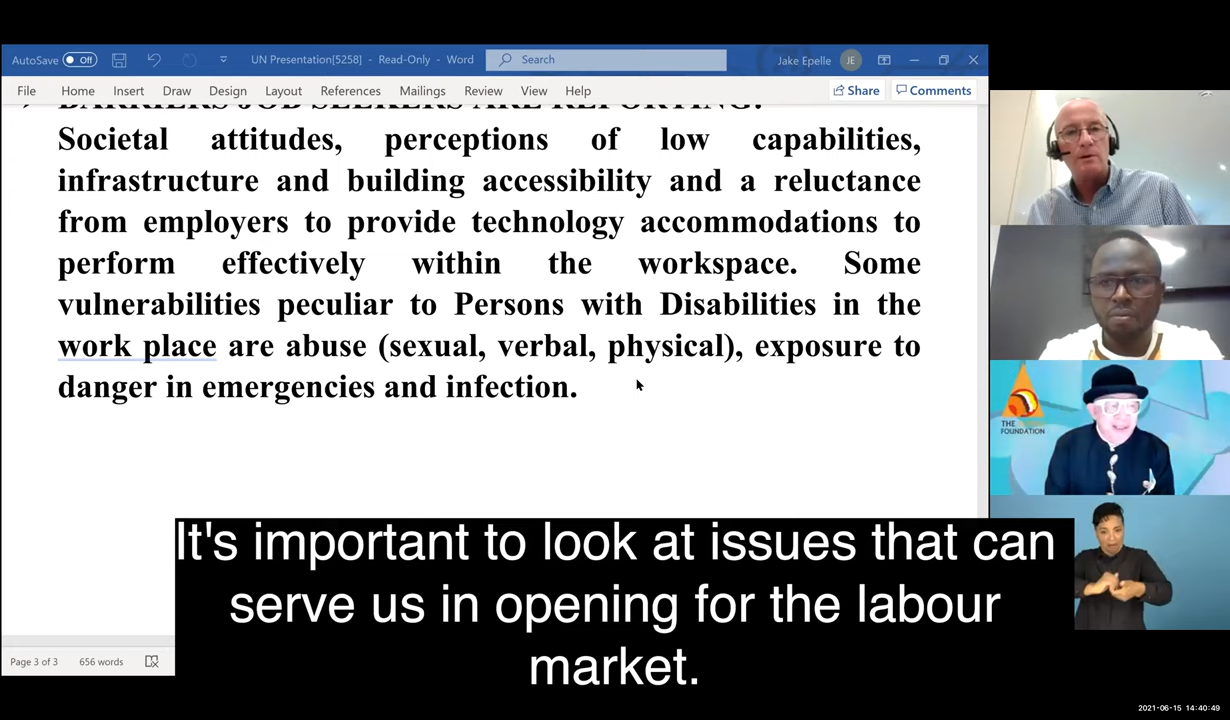 AutoSave Off UN Presentation[5258] - Read-Only - Word Search Jake Epelle JE
File Home Insert Draw Design Layout References Mailings Review View Help Share Comments
BARRIERS JOB SEEKERS ARE REPORTING:
Societal attitudes, perceptions of low capabilities,
infrastructure and building accessibility and a reluctance
from employers to provide technology accommodations to
perform effectively within the workspace. Some
vulnerabilities peculiar to Persons with Disabilities in the
work place are abuse (sexual, verbal, physical), exposure to
danger in emergencies and infection.
THE
FOUNDATION
It's important to look at issues that can
serve us in opening for the labour
market.
Page 3 of 3 656 words
2021-06-15 14:40:49